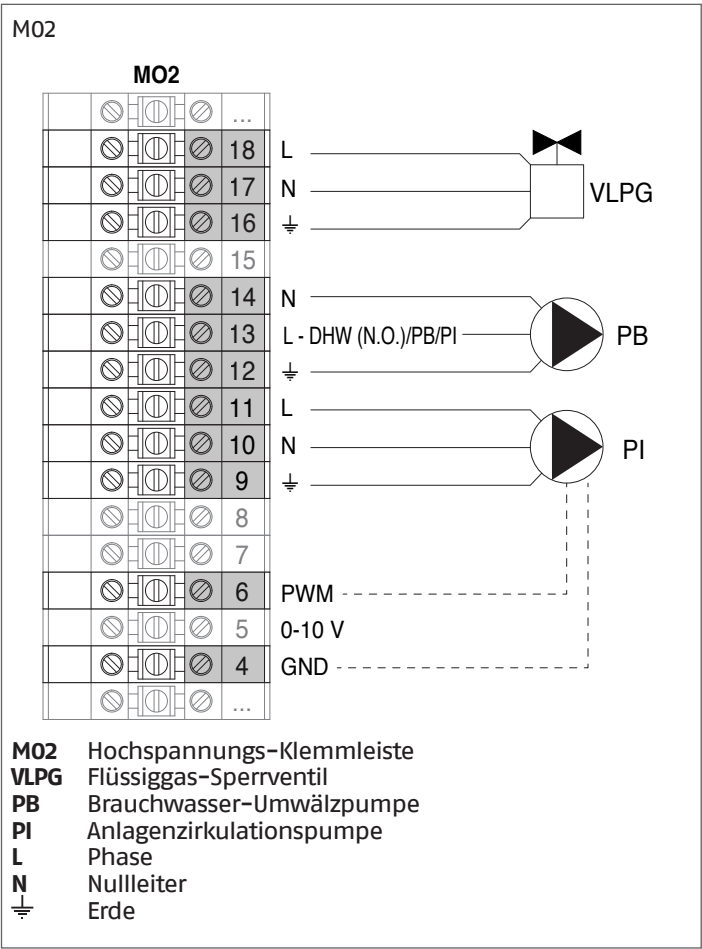 M02
MO2
...
18 L
17 N VLPG
16 ⏚
15
14 N
13 L - DHW (N.O.)/PB/PI PB
12 ⏚
11 L
10 N PI
9 ⏚
8
7
6 PWM
5 0-10 V
4 GND
...
M02 Hochspannungs-Klemmleiste
VLPG Flüssiggas-Sperrventil
PB Brauchwasser-Umwälzpumpe
PI Anlagenzirkulationspumpe
L Phase
N Nullleiter
⏚ Erde